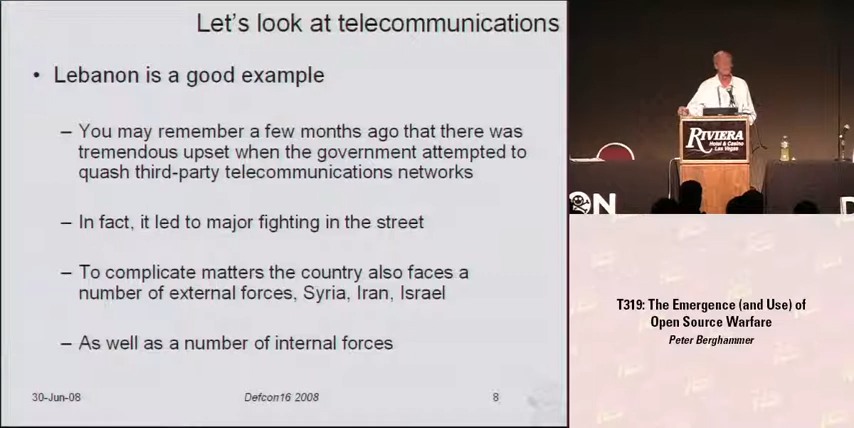 Let's look at telecommunications
• Lebanon is a good example
– You may remember a few months ago that there was
tremendous upset when the government attempted to
quash third-party telecommunications networks
– In fact, it led to major fighting in the street
– To complicate matters the country also faces a
number of external forces, Syria, Iran, Israel
– As well as a number of internal forces
30-Jun-08
Defcon16 2008
8
RIVIERA
Hotel & Casino
Las Vegas
ON
D
T319: The Emergence (and Use) of
Open Source Warfare
Peter Berghammer